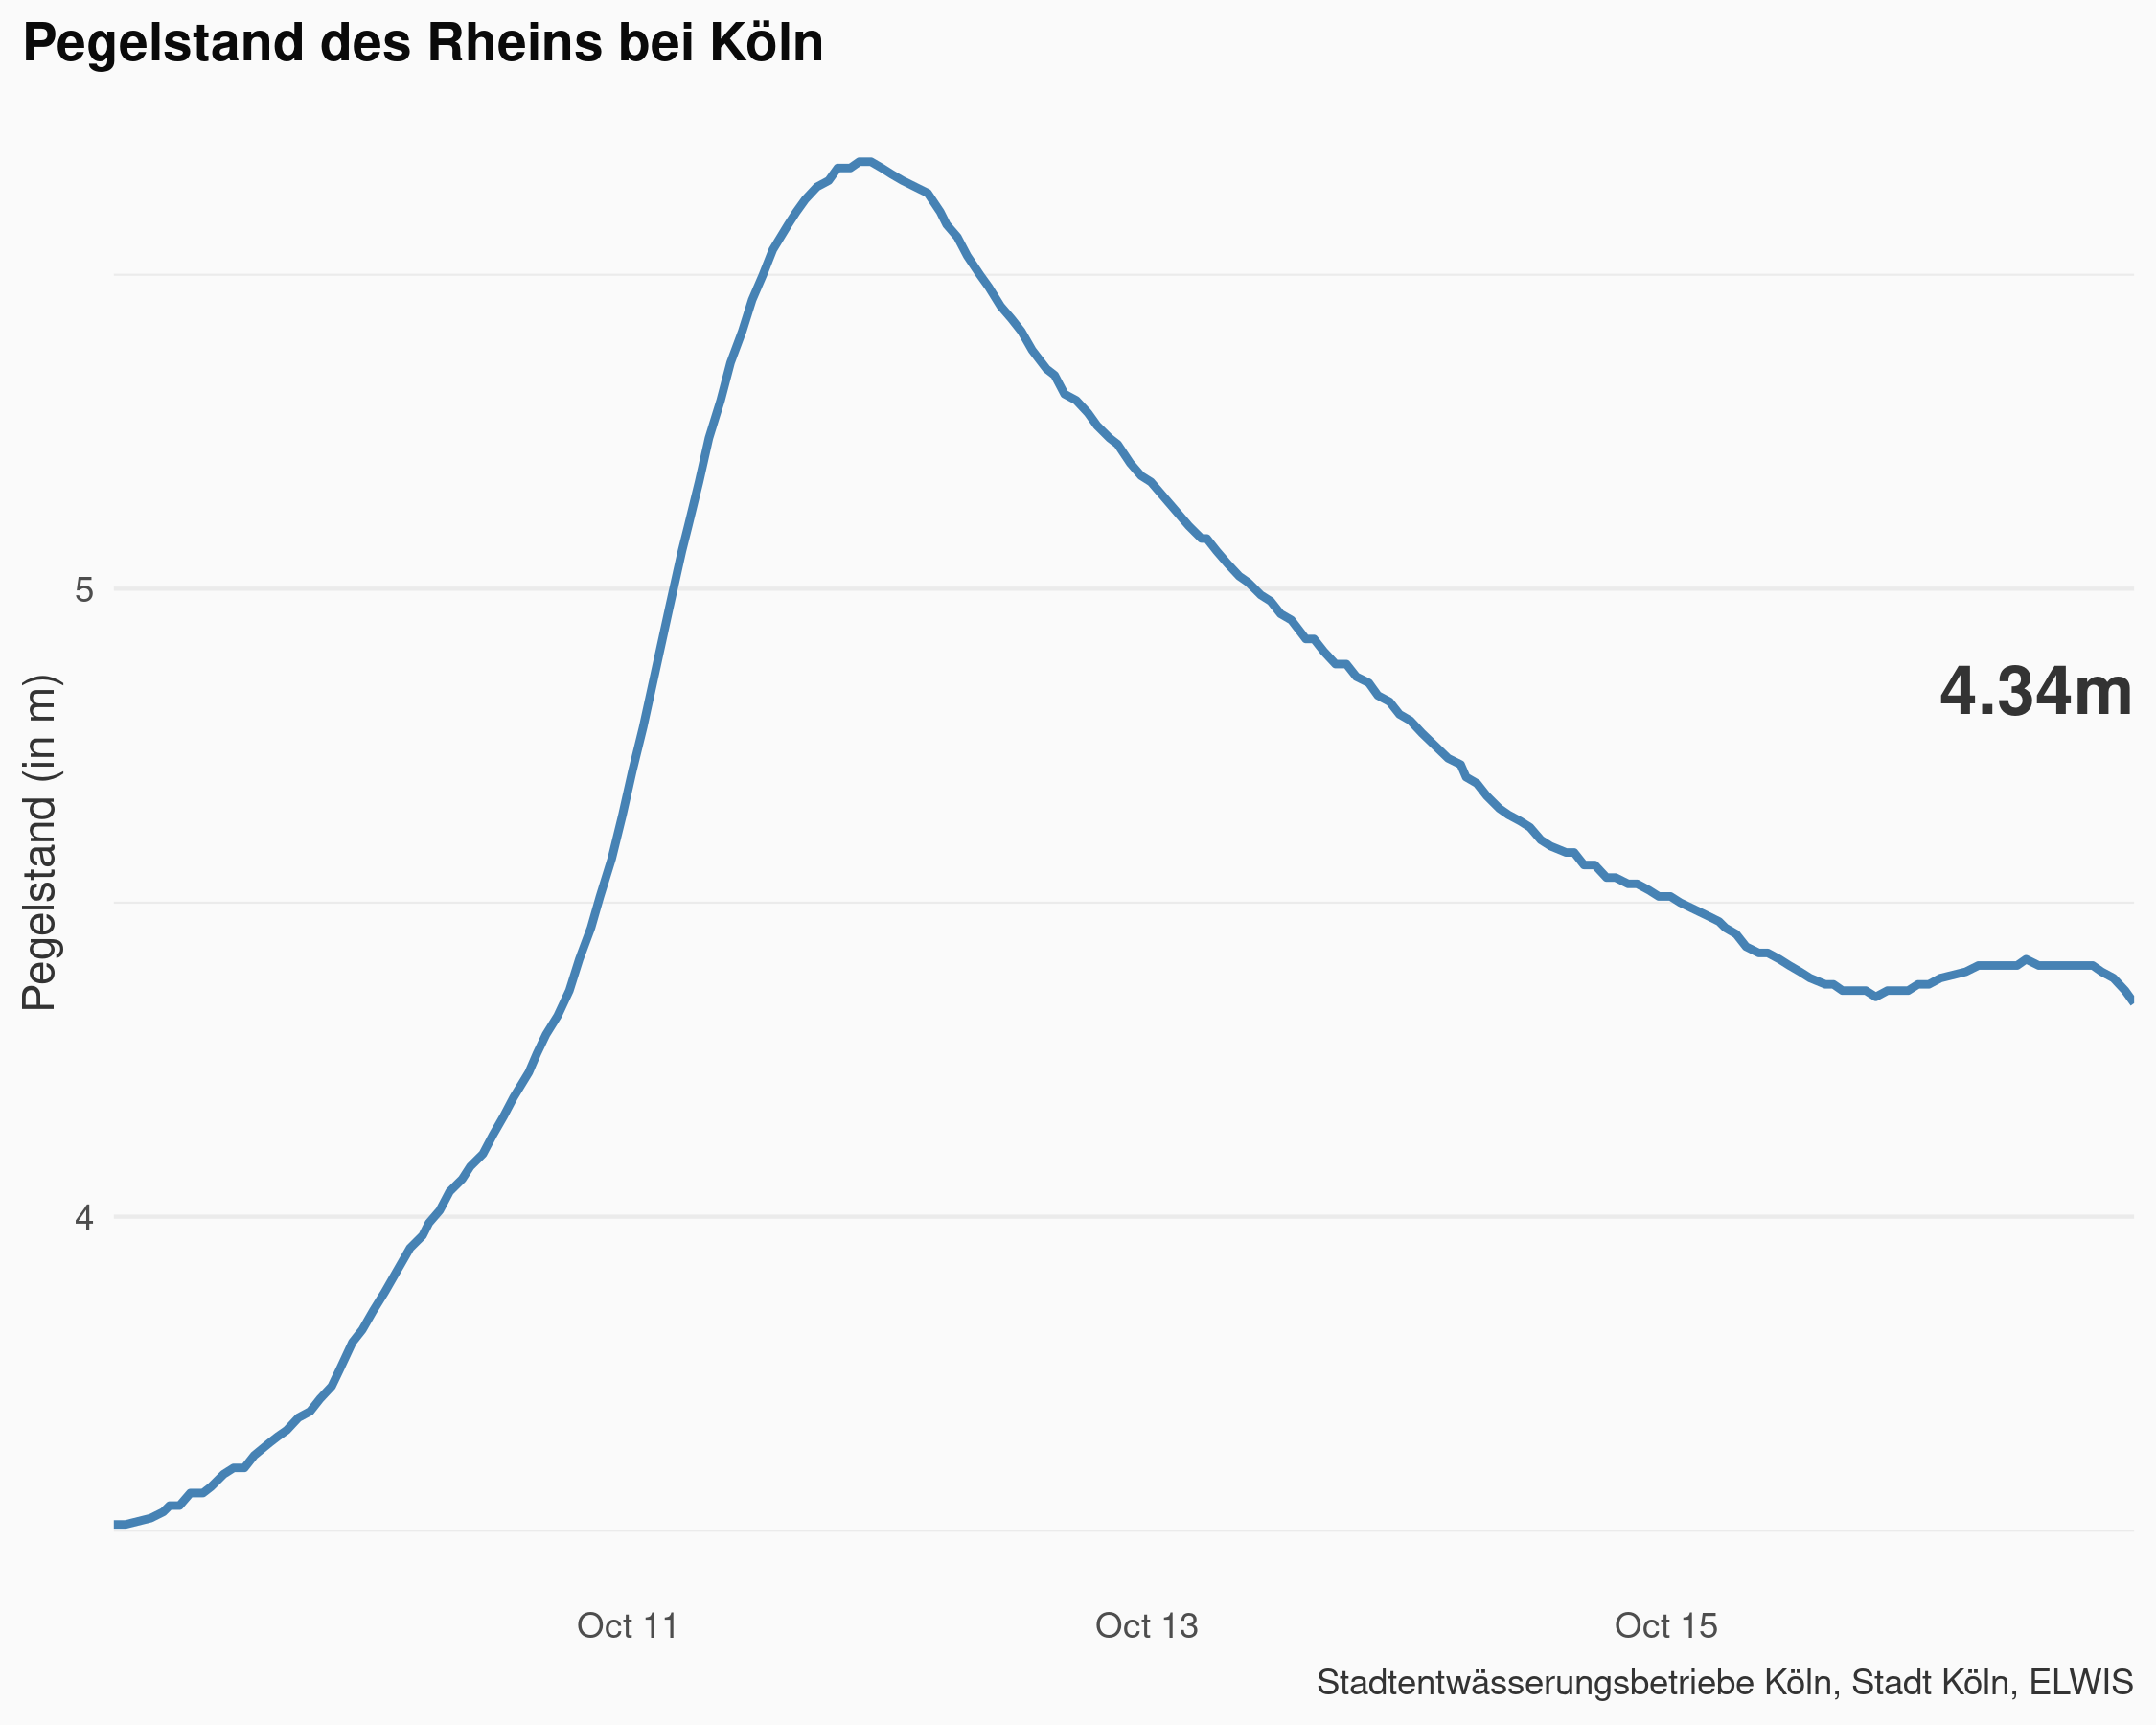 Pegelstand des Rheins bei Köln
Pegelstand (in m)
5
4
4.34m
Oct 11
Oct 13
Oct 15
Stadtentwässerungsbetriebe Köln, Stadt Köln, ELWIS